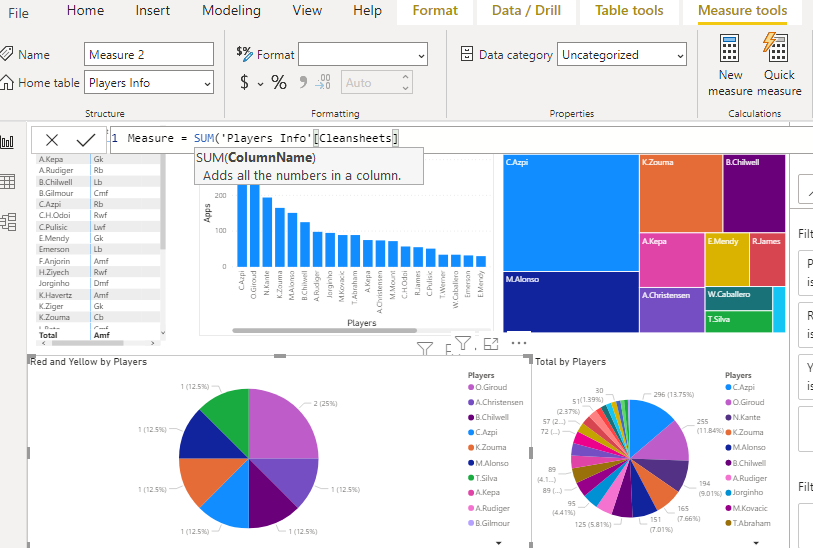 File Home Insert Modeling View Help Format Data / Drill Table tools Measure tools
Name Measure 2
Home table Players Info
Structure
$% Format
$ % 9 .00 Auto
Formatting
Data category Uncategorized
Properties
New measure
Quick measure
Calculations
1 Measure = SUM('Players Info'[Cleansheets]
SUM(ColumnName)
Adds all the numbers in a column.
A.Kepa Gk
A.Rudiger Rb
B.Chilwell Lb
B.Gilmour Cmf
C.Azpi Rb
C.H.Odoi Rwf
C.Pulisic Lwf
E.Mendy Gk
Emerson Lb
F.Anjorin Amf
H.Ziyech Rwf
Jorginho Dmf
K.Havertz Amf
K.Ziger Gk
K.Zouma Cb
Total Amf
Apps
200
100
0
C.Azpi
O.Giroud
N.Kante
K.Zouma
M.Alonso
B.Chilwell
A.Rudiger
Jorginho
M.Kovacic
T.Abraham
A.Kepa
A.Christensen
M.Mount
C.H.Odoi
R.James
C.Pulisic
T.Werner
W.Caballero
Emerson
E.Mendy
Players
C.Azpi
K.Zouma
B.Chilwell
M.Alonso
A.Kepa
E.Mendy
R.James
A.Christensen
W.Caballero
T.Silva
Filt
P
is
R
is
Y
is
Filt
Red and Yellow by Players
1 (12.5%)
2 (25%)
1 (12.5%)
1 (12.5%)
1 (12.5%)
1 (12.5%)
1 (12.5%)
Players
O.Giroud
A.Christensen
B.Chilwell
C.Azpi
K.Zouma
M.Alonso
T.Silva
A.Kepa
A.Rudiger
B.Gilmour
Total by Players
30
51 (1.39%)
(2.37%)
57 (2...)
72 (...)
89
(4.1...)
89 (...)
95
(4.41%)
125 (5.81%)
151
(7.01%)
165
(7.66%)
194
(9.01%)
255
(11.84%)
296 (13.75%)
Players
C.Azpi
O.Giroud
N.Kante
K.Zouma
M.Alonso
B.Chilwell
A.Rudiger
Jorginho
M.Kovacic
T.Abraham